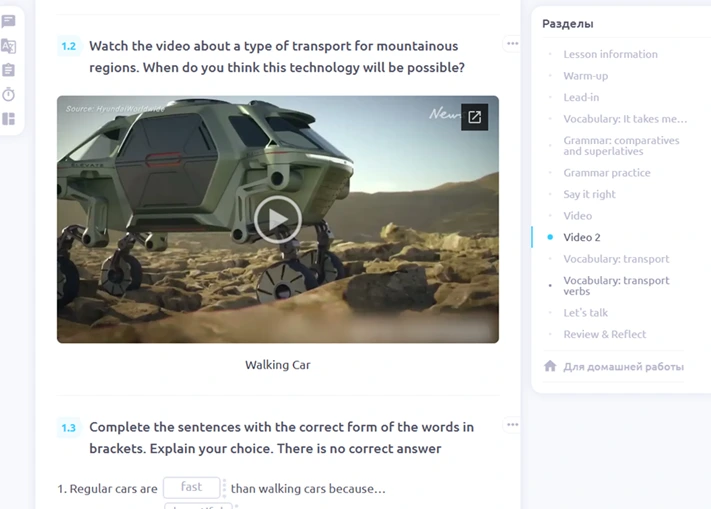 1.2 Watch the video about a type of transport for mountainous
regions. When do you think this technology will be possible?
Source: HyundaiWorldwide
ELEVATE
Walking Car
1.3 Complete the sentences with the correct form of the words in
brackets. Explain your choice. There is no correct answer
1. Regular cars are fast than walking cars because…
Разделы
Lesson information
Warm-up
Lead-in
Vocabulary: It takes me…
Grammar: comparatives
and superlatives
Grammar practice
Say it right
Video
Video 2
Vocabulary: transport
Vocabulary: transport
verbs
Let`s talk
Review & Reflect
Для домашней работы